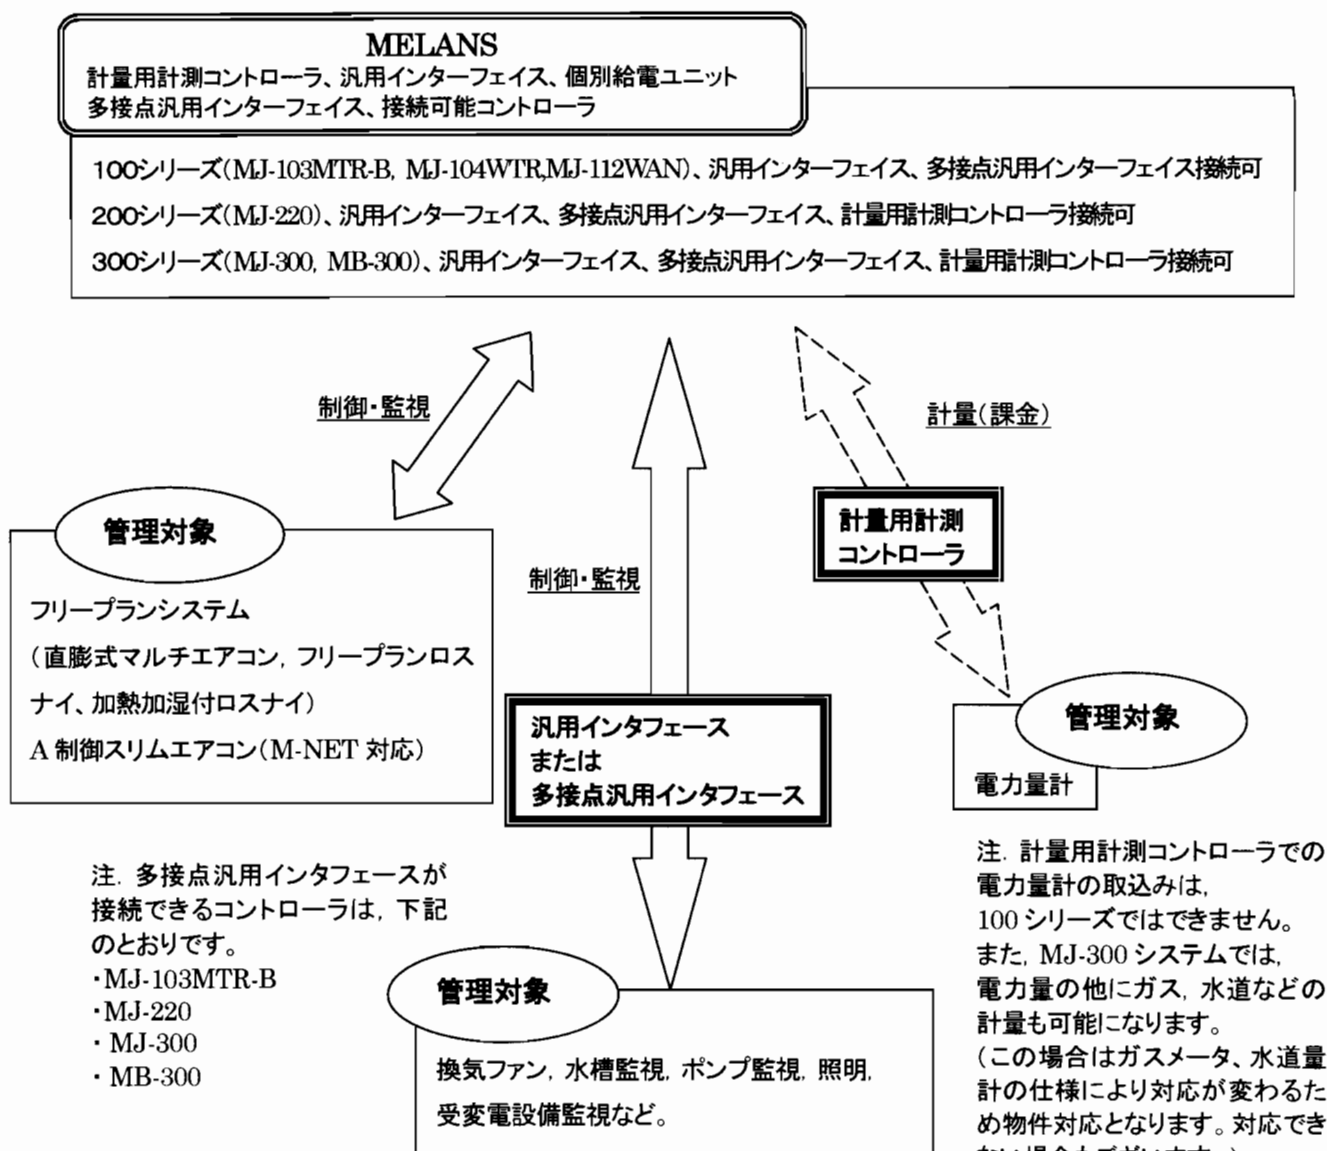 MELANS
計量用計測コントローラ、汎用インターフェイス、個別給電ユニット
多接点汎用インターフェイス、接続可能コントローラ
100シリーズ(MJ-103MTR-B, MJ-104WTR,MJ-112WAN)、汎用インターフェイス、多接点汎用インターフェイス接続可
200シリーズ(MJ-220)、汎用インターフェイス、多接点汎用インターフェイス、計量用計測コントローラ接続可
300シリーズ(MJ-300, MB-300)、汎用インターフェイス、多接点汎用インターフェイス、計量用計測コントローラ接続可
制御・監視
計量(課金)
計量用計測
コントローラ
管理対象
フリープランシステム
(直膨式マルチエアコン, フリープランロス
ナイ、加熱加湿付ロスナイ)
A 制御スリムエアコン(M-NET 対応)
制御・監視
汎用インタフェース
または
多接点汎用インタフェース
管理対象
電力量計
注. 多接点汎用インタフェースが
接続できるコントローラは, 下記
のとおりです。
・MJ-103MTR-B
・MJ-220
・MJ-300
・MB-300
管理対象
換気ファン, 水槽監視, ポンプ監視, 照明,
受変電設備監視など。
注. 計量用計測コントローラでの
電力量計の取込みは,
100 シリーズではできません。
また, MJ-300 システムでは,
電力量の他にガス, 水道などの
計量も可能になります。
(この場合はガスメータ、水道量
計の仕様により対応が変わるた
め物件対応となります。対応でき